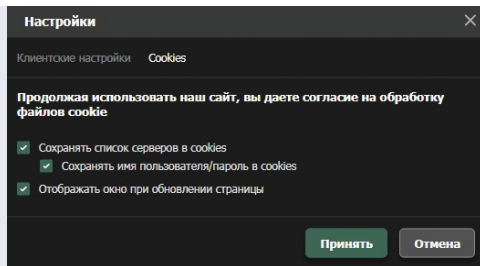 Настройки
Клиентские настройки Cookies
Продолжая использовать наш сайт, вы даете согласие на обработку
файлов cookie
Сохранять список серверов в cookies
Сохранять имя пользователя/пароль в cookies
Отображать окно при обновлении страницы
Принять Отмена